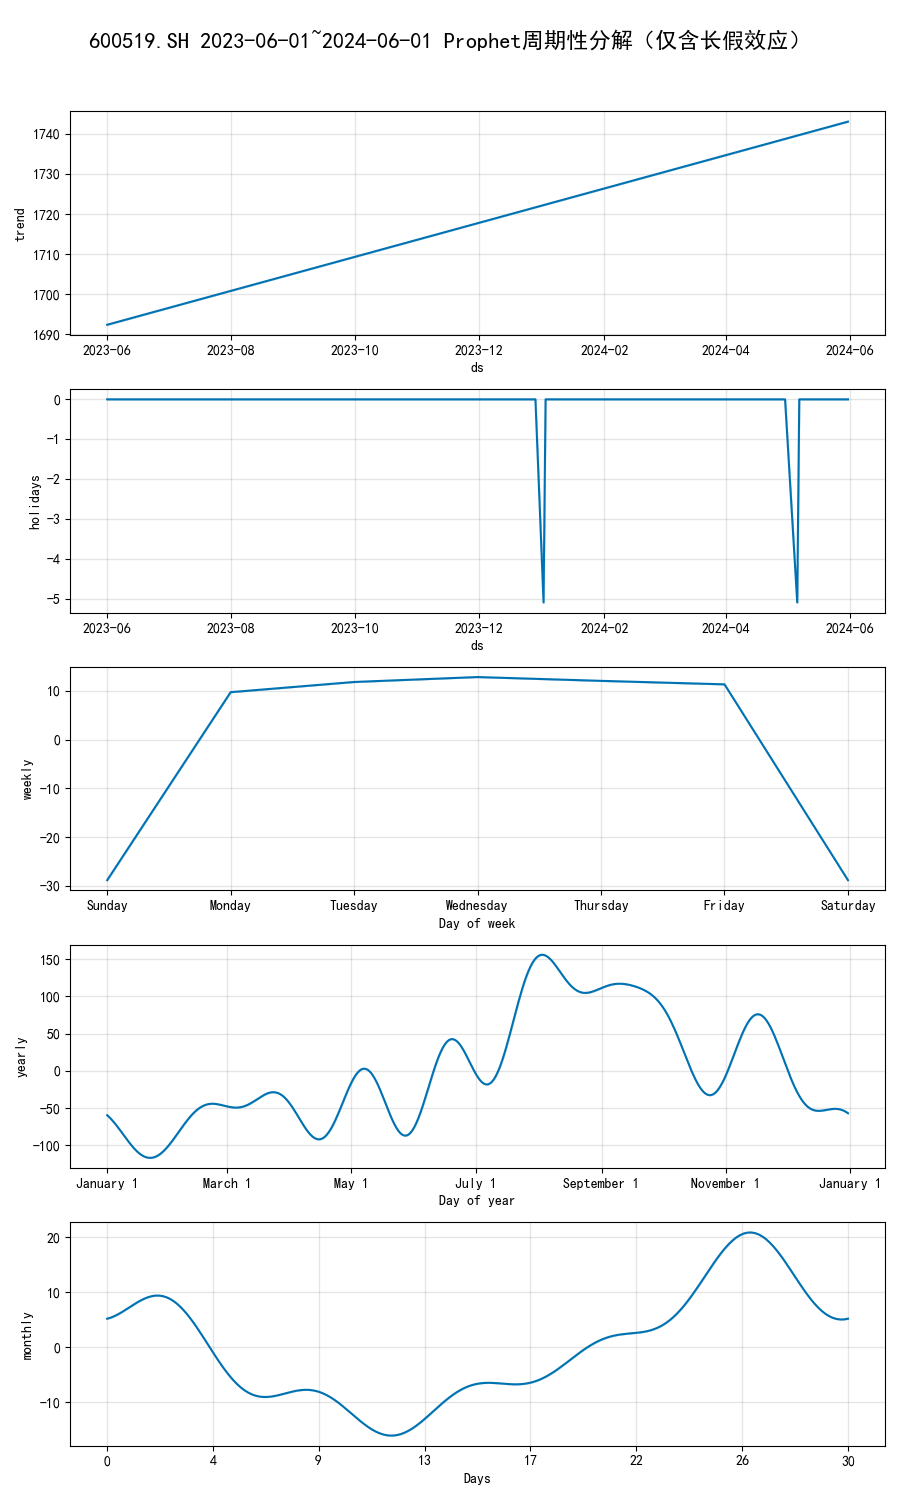 600519.SH 2023-06-01~2024-06-01 Prophet周期性分解（仅含长假效应）
1740
1730
1720
1710
1700
1690
trend
2023-06 2023-08 2023-10 2023-12 2024-02 2024-04 2024-06
ds
0
−1
−2
−3
−4
−5
holidays
2023-06 2023-08 2023-10 2023-12 2024-02 2024-04 2024-06
ds
10
0
−10
−20
−30
weekly
Sunday Monday Tuesday Wednesday Thursday Friday Saturday
Day of week
150
100
50
0
−50
−100
yearly
January 1 March 1 May 1 July 1 September 1 November 1 January 1
Day of year
20
10
0
−10
monthly
0 4 9 13 17 22 26 30
Days